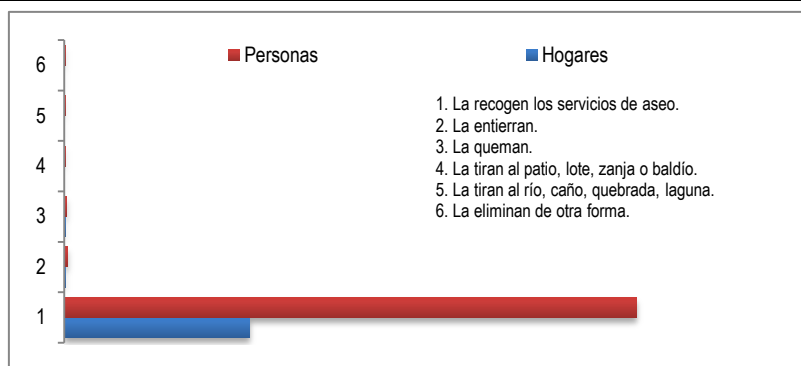 Personas Hogares
6
5
4
3
2
1
1. La recogen los servicios de aseo.
2. La entierran.
3. La queman.
4. La tiran al patio, lote, zanja o baldío.
5. La tiran al río, caño, quebrada, laguna.
6. La eliminan de otra forma.